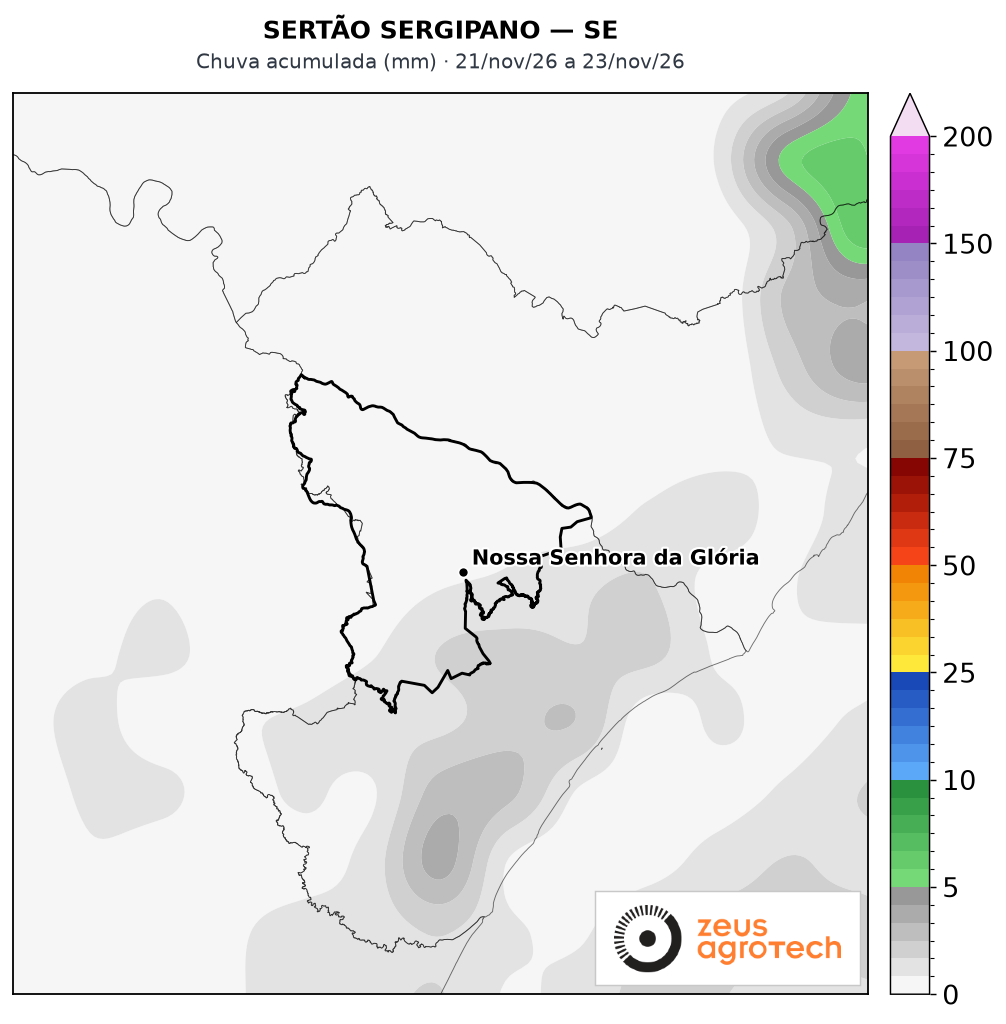 SERTÃO SERGIPANO — SE
Chuva acumulada (mm) · 21/nov/26 a 23/nov/26
200
150
100
75
50
25
10
5
0
Nossa Senhora da Glória
zeus
agrotech